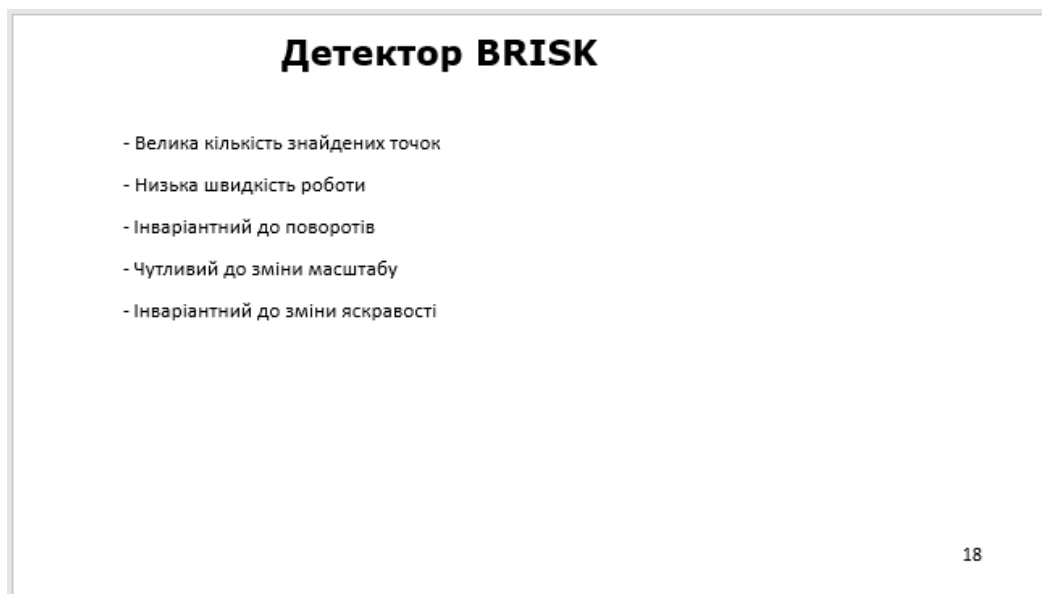 Детектор BRISK
- Велика кількість знайдених точок
- Низька швидкість роботи
- Інваріантний до поворотів
- Чутливий до зміни масштабу
- Інваріантний до зміни яскравості
18